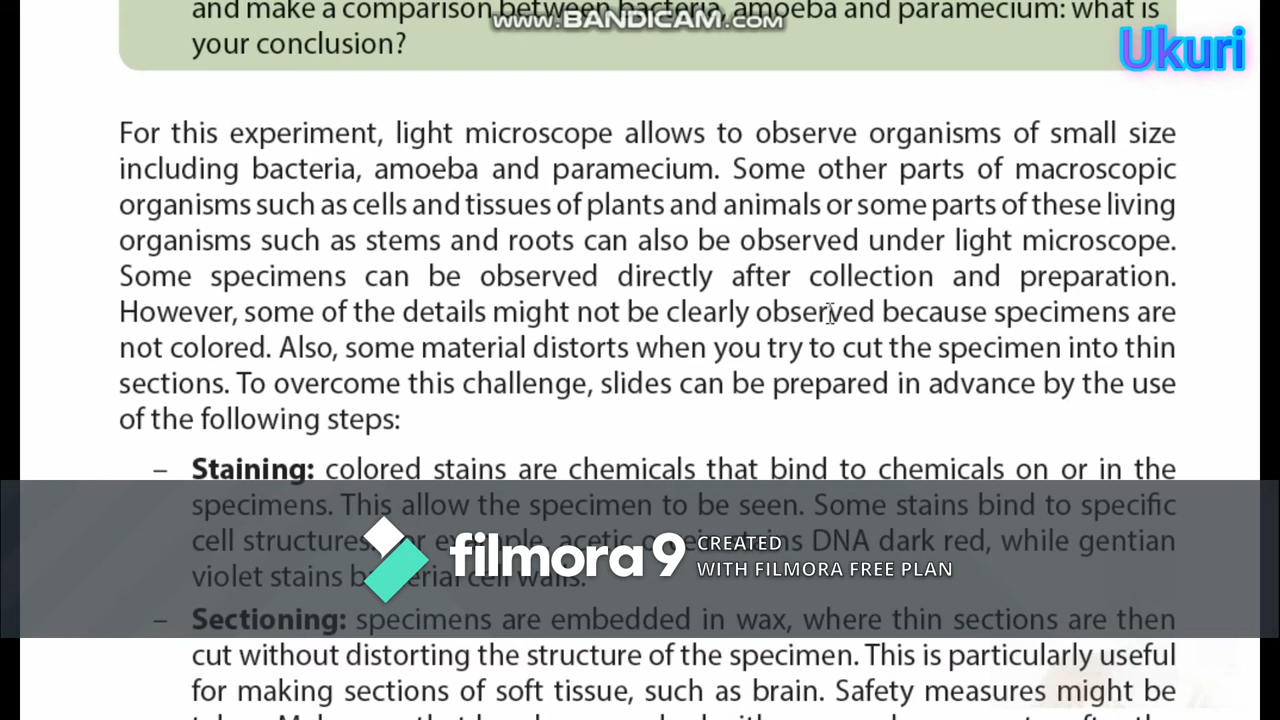 and make a comparison between bacteria, amoeba and paramecium: what is
www.BANDICAM.com
your conclusion?
Ukuri
For this experiment, light microscope allows to observe organisms of small size
including bacteria, amoeba and paramecium. Some other parts of macroscopic
organisms such as cells and tissues of plants and animals or some parts of these living
organisms such as stems and roots can also be observed under light microscope.
Some specimens can be observed directly after collection and preparation.
However, some of the details might not be clearly observed because specimens are
not colored. Also, some material distorts when you try to cut the specimen into thin
sections. To overcome this challenge, slides can be prepared in advance by the use
of the following steps:
– Staining: colored stains are chemicals that bind to chemicals on or in the
specimens. This allow the specimen to be seen. Some stains bind to specific
cell structures. acetic stains DNA dark red, while gentian
violet stains bacterial cell walls.
filmora9 CREATED
WITH FILMORA FREE PLAN
– Sectioning: specimens are embedded in wax, where thin sections are then
cut without distorting the structure of the specimen. This is particularly useful
for making sections of soft tissue, such as brain. Safety measures might be